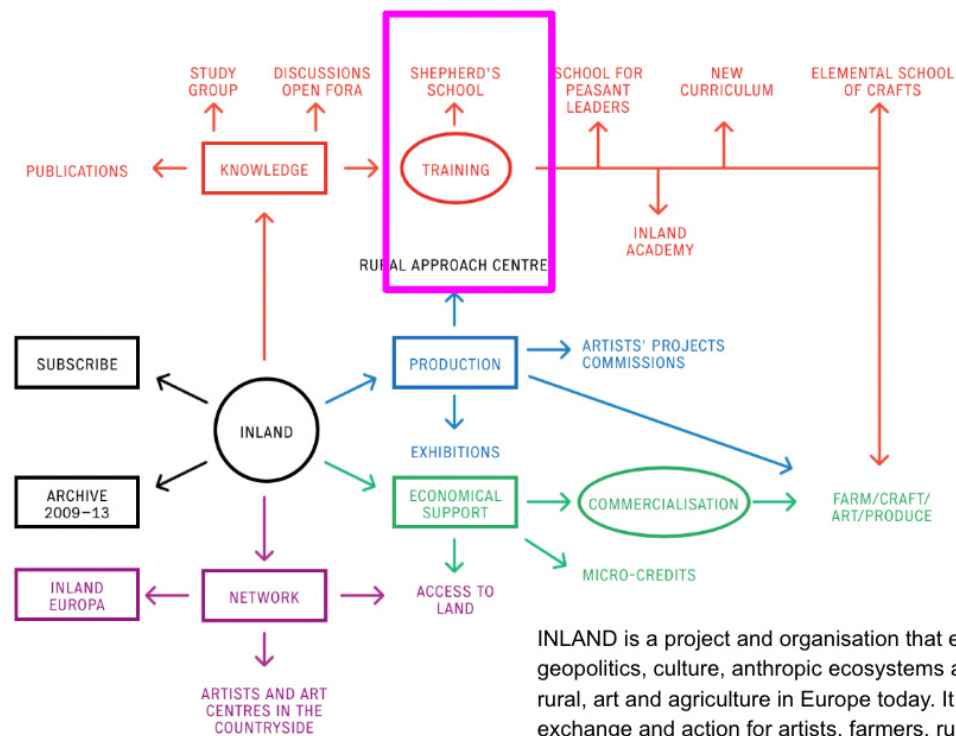 STUDY
GROUP
DISCUSSIONS
OPEN FORA
SHEPHERD'S
SCHOOL
SCHOOL FOR
PEASANT
LEADERS
NEW
CURRICULUM
ELEMENTAL SCHOOL
OF CRAFTS
PUBLICATIONS
KNOWLEDGE
TRAINING
INLAND
ACADEMY
RURAL APPROACH CENTRE
SUBSCRIBE
PRODUCTION
ARTISTS' PROJECTS
COMMISSIONS
INLAND
EXHIBITIONS
ARCHIVE
2009–13
ECONOMICAL
SUPPORT
COMMERCIALISATION
FARM/CRAFT/
ART/PRODUCE
MICRO-CREDITS
INLAND
EUROPA
NETWORK
ACCESS TO
LAND
ARTISTS AND ART
CENTRES IN THE
COUNTRYSIDE
INLAND is a project and organisation that
geopolitics, culture, anthropic ecosystems
rural, art and agriculture in Europe today. It
exchange and action for artists, farmers,